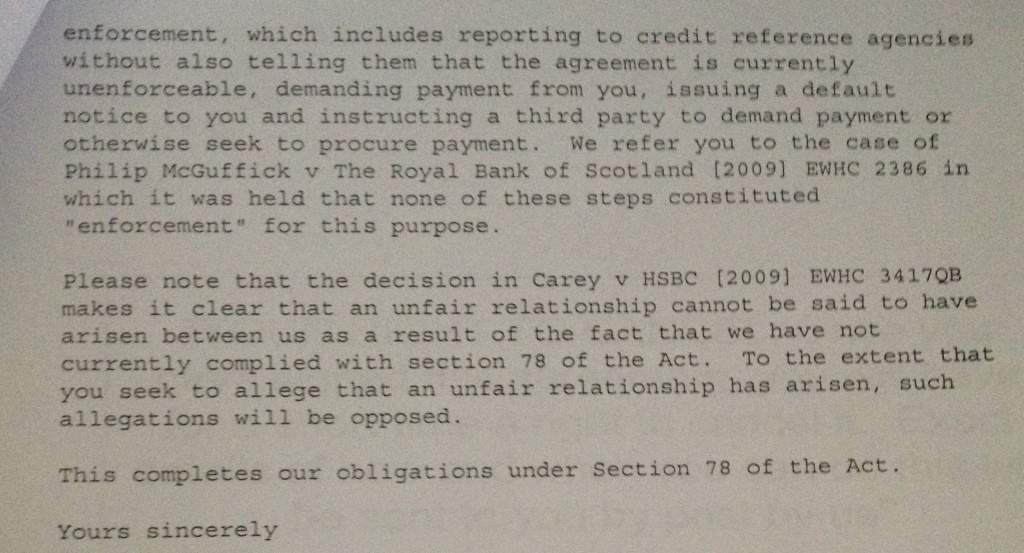 enforcement, which includes reporting to credit reference agencies
without also telling them that the agreement is currently
unenforceable, demanding payment from you, issuing a default
notice to you and instructing a third party to demand payment or
otherwise seek to procure payment.  We refer you to the case of
Philip McGuffick v The Royal Bank of Scotland [2009] EWHC 2386 in
which it was held that none of these steps constituted
"enforcement" for this purpose.

Please note that the decision in Carey v HSBC [2009] EWHC 3417QB
makes it clear that an unfair relationship cannot be said to have
arisen between us as a result of the fact that we have not
currently complied with section 78 of the Act.  To the extent that
you seek to allege that an unfair relationship has arisen, such
allegations will be opposed.

This completes our obligations under Section 78 of the Act.

Yours sincerely